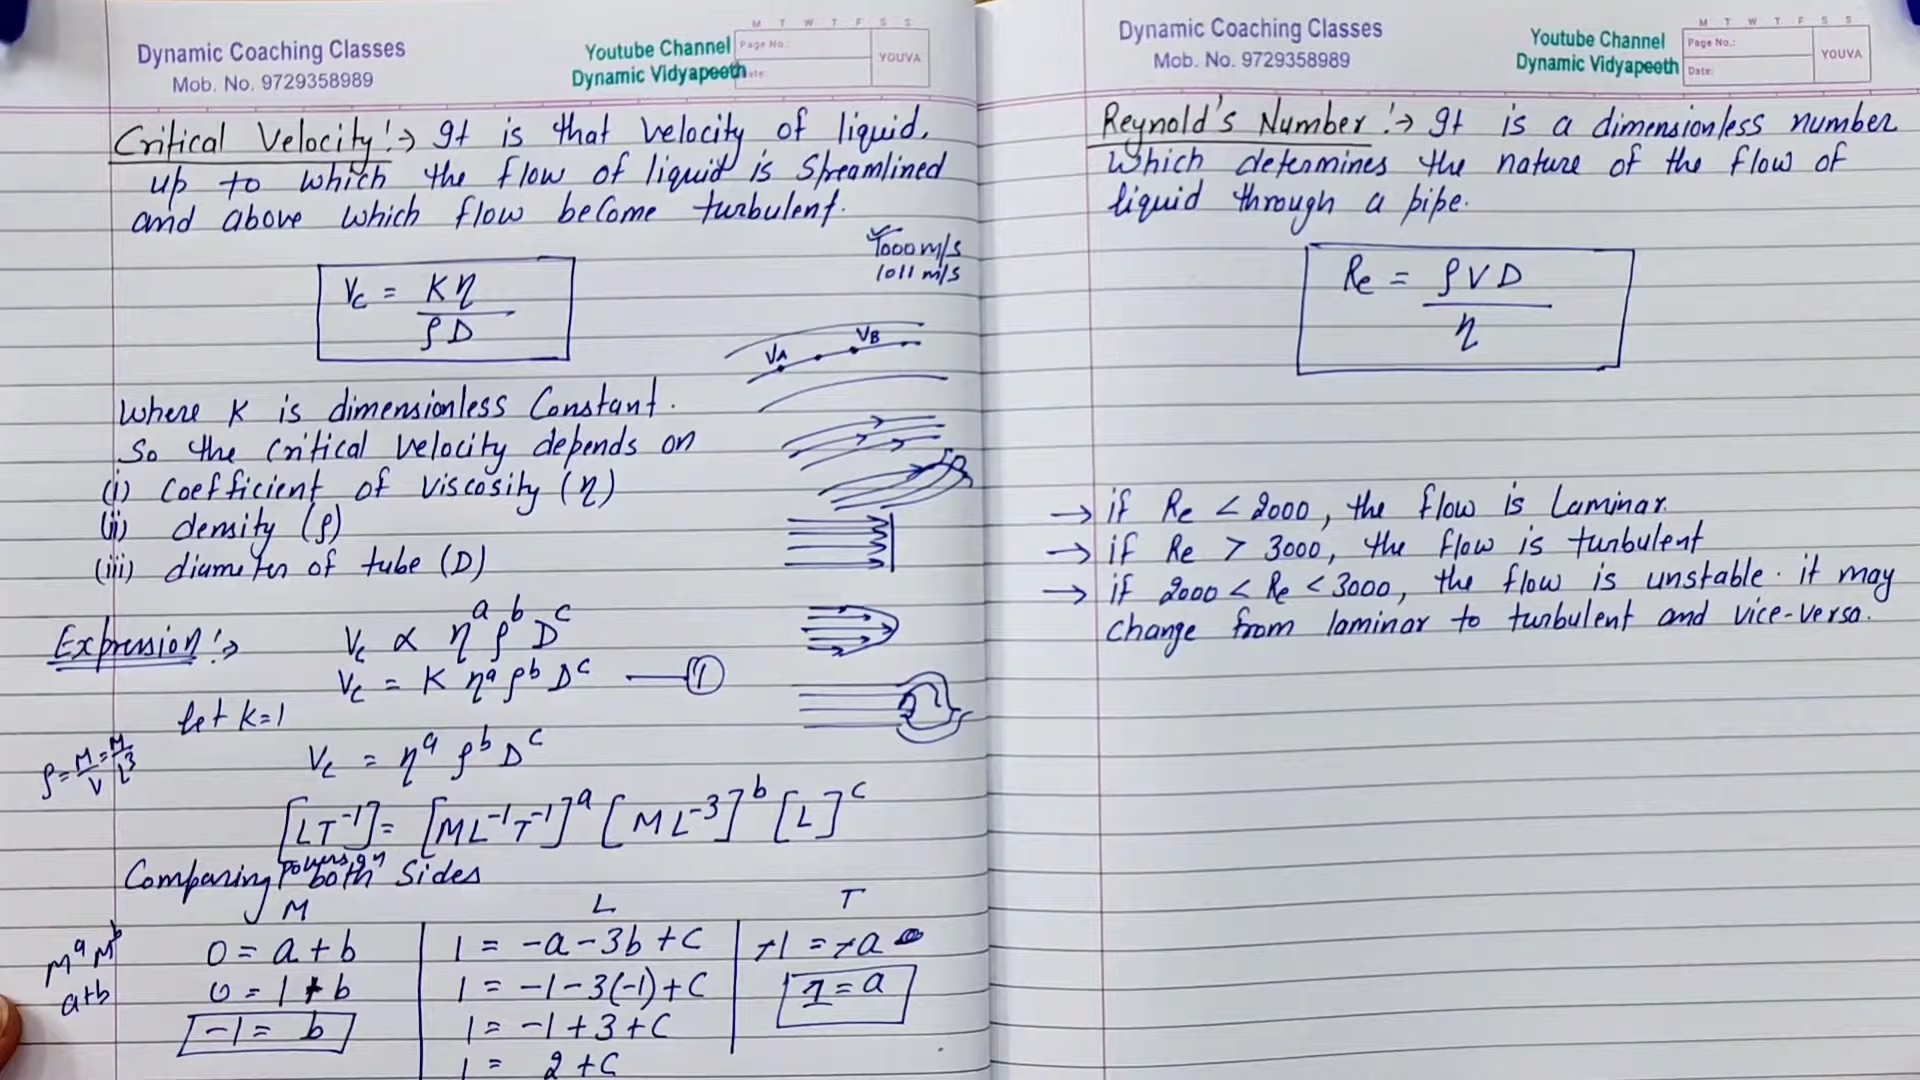 Dynamic Coaching Classes
Mob. No. 9729358989
Youtube Channel
Dynamic Vidyapeeth
M T W T F S S
Page No.:
Date:
YOUVA
Critical Velocity :→ It is that velocity of liquid,
up to which the flow of liquid is Streamlined
and above which flow become turbulent.
1000 m/s
1011 m/s
Vc = Kη / ρD
VA VB
Where K is dimensionless Constant.
So the Critical velocity depends on
(i) Coefficient of viscosity (η)
(ii) density (ρ)
(iii) diameter of tube (D)
Expression :→ Vc ∝ η^a ρ^b D^c
Vc = K η^a ρ^b D^c —— ①
let K=1
Vc = η^a ρ^b D^c
ρ = M/V = M/L^3
[LT^-1] = [ML^-1T^-1]^a [ML^-3]^b [L]^c
Comparing powers on both Sides
M
0 = a + b
0 = 1 + b
-1 = b
M^a M^b
a+b
L
1 = -a - 3b + c
1 = -1 - 3(-1) + c
1 = -1 + 3 + c
1 = 2 + c
T
-1 = -a
1 = a
Dynamic Coaching Classes
Mob. No. 9729358989
Youtube Channel
Dynamic Vidyapeeth
M T W T F S S
Page No.:
Date:
YOUVA
Reynold's Number :→ It is a dimensionless number
Which determines the nature of the flow of
liquid through a pipe.
Re = ρVD / η
→ if Re < 2000, the flow is Laminar.
→ if Re > 3000, the flow is turbulent
→ if 2000 < Re < 3000, the flow is unstable. it may
change from laminar to turbulent and vice-versa.